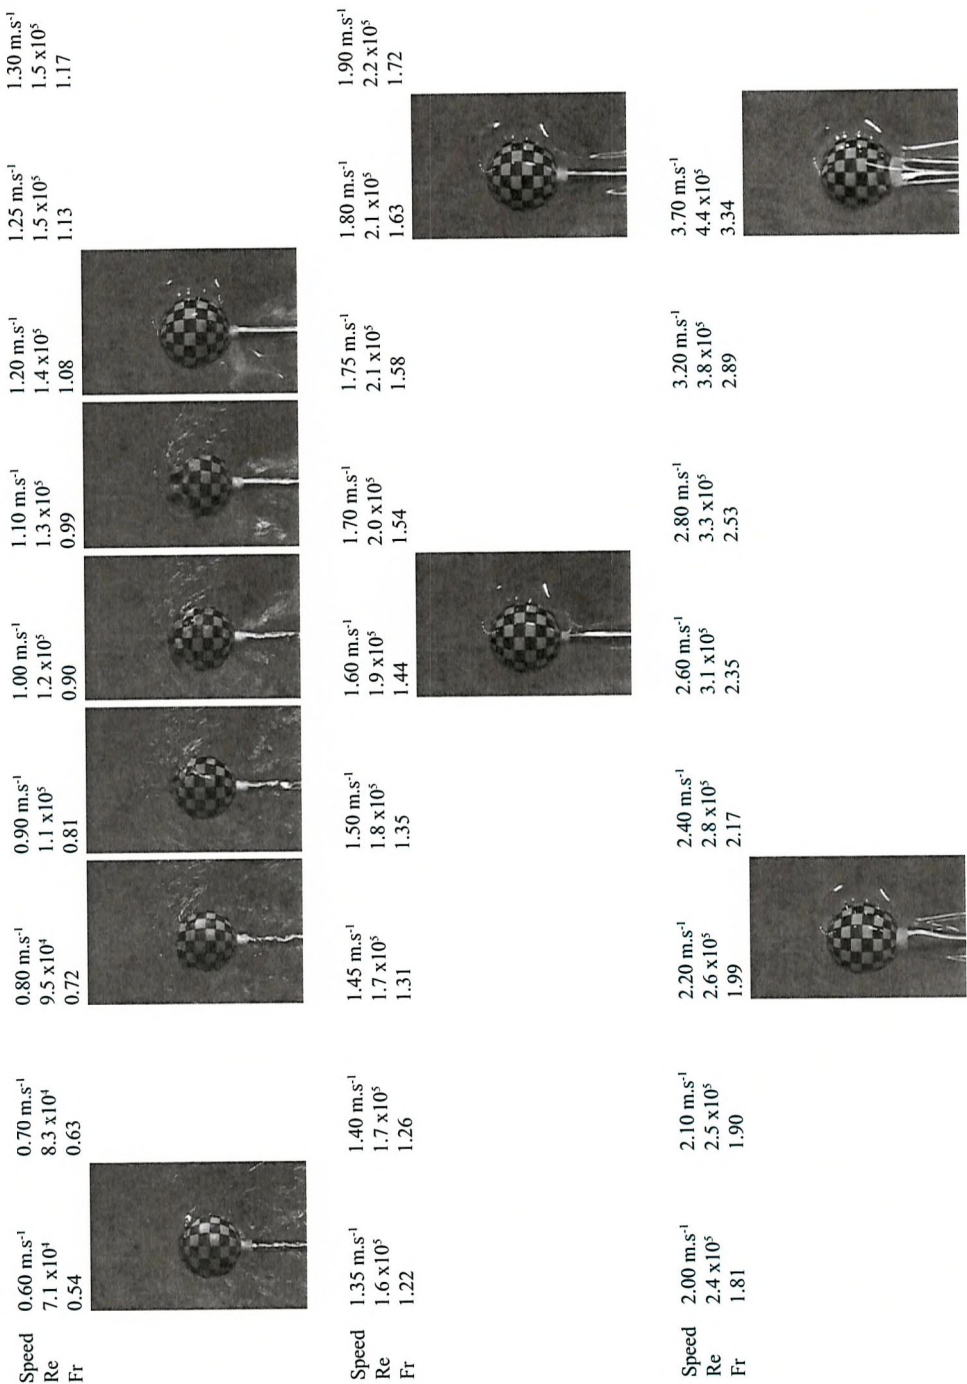 Speed 0.60 m.s⁻¹ 0.70 m.s⁻¹ 0.80 m.s⁻¹ 0.90 m.s⁻¹ 1.00 m.s⁻¹ 1.10 m.s⁻¹ 1.20 m.s⁻¹ 1.25 m.s⁻¹ 1.30 m.s⁻¹
Re 7.1 x10⁴ 8.3 x10⁴ 9.5 x10⁴ 1.1 x10⁵ 1.2 x10⁵ 1.3 x10⁵ 1.4 x10⁵ 1.5 x10⁵ 1.5 x10⁵
Fr 0.54 0.63 0.72 0.81 0.90 0.99 1.08 1.13 1.17
Speed 1.35 m.s⁻¹ 1.40 m.s⁻¹ 1.45 m.s⁻¹ 1.50 m.s⁻¹ 1.60 m.s⁻¹ 1.70 m.s⁻¹ 1.75 m.s⁻¹ 1.80 m.s⁻¹ 1.90 m.s⁻¹
Re 1.6 x10⁵ 1.7 x10⁵ 1.7 x10⁵ 1.8 x10⁵ 1.9 x10⁵ 2.0 x10⁵ 2.1 x10⁵ 2.1 x10⁵ 2.2 x10⁵
Fr 1.22 1.26 1.31 1.35 1.44 1.54 1.58 1.63 1.72
Speed 2.00 m.s⁻¹ 2.10 m.s⁻¹ 2.20 m.s⁻¹ 2.40 m.s⁻¹ 2.60 m.s⁻¹ 2.80 m.s⁻¹ 3.20 m.s⁻¹ 3.70 m.s⁻¹
Re 2.4 x10⁵ 2.5 x10⁵ 2.6 x10⁵ 2.8 x10⁵ 3.1 x10⁵ 3.3 x10⁵ 3.8 x10⁵ 4.4 x10⁵
Fr 1.81 1.90 1.99 2.17 2.35 2.53 2.89 3.34